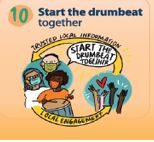 10 Start the drumbeat
together
TRUSTED LOCAL INFORMATION
START THE
DRUMBEAT
TOGETHER
LOCAL ENGAGEMENT